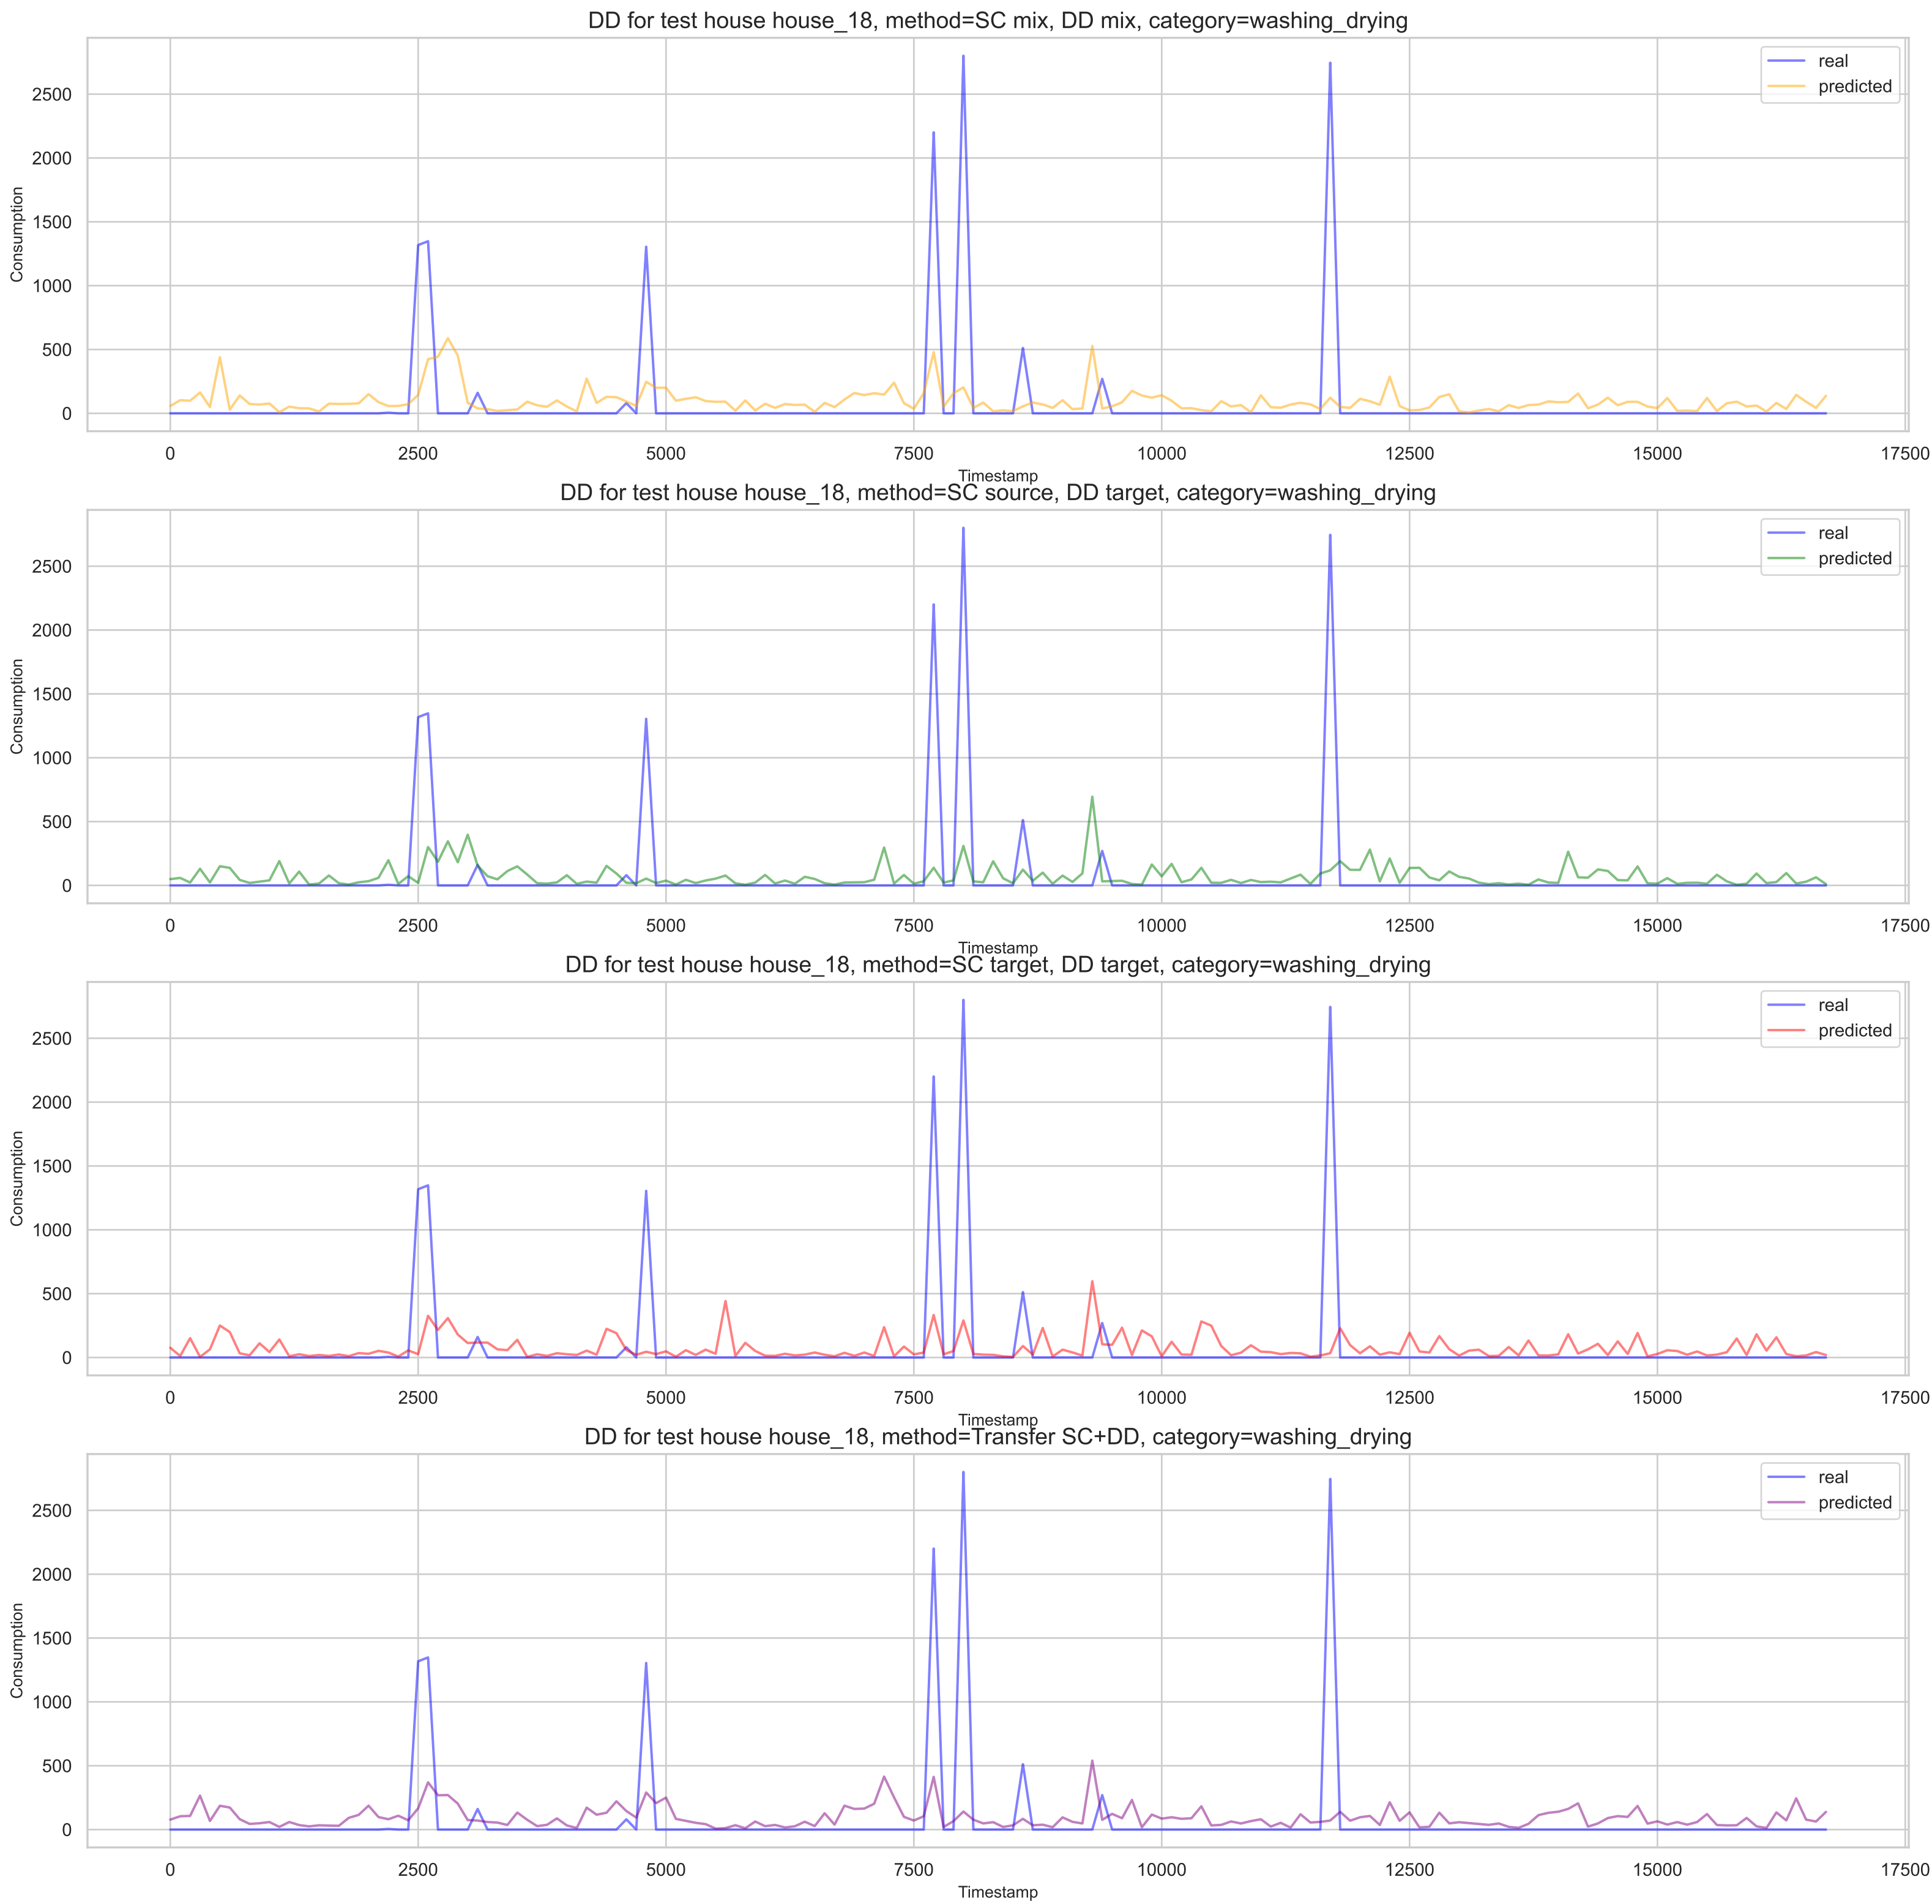 DD for test house house_18, method=SC mix, DD mix, category=washing_drying
real
predicted
Consumption
2500
2000
1500
1000
500
0
0 2500 5000 7500 10000 12500 15000 17500
Timestamp
DD for test house house_18, method=SC source, DD target, category=washing_drying
real
predicted
Consumption
2500
2000
1500
1000
500
0
0 2500 5000 7500 10000 12500 15000 17500
Timestamp
DD for test house house_18, method=SC target, DD target, category=washing_drying
real
predicted
Consumption
2500
2000
1500
1000
500
0
0 2500 5000 7500 10000 12500 15000 17500
Timestamp
DD for test house house_18, method=Transfer SC+DD, category=washing_drying
real
predicted
Consumption
2500
2000
1500
1000
500
0
0 2500 5000 7500 10000 12500 15000 17500
Timestamp